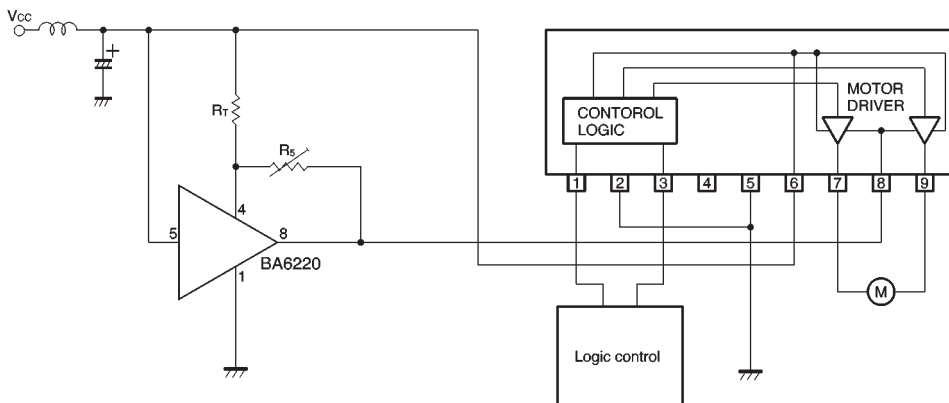 Vcc
+
RT
R5
4
5
8
1
BA6220
CONTOROL
LOGIC
MOTOR
DRIVER
1 2 3 4 5 6 7 8 9
M
Logic control